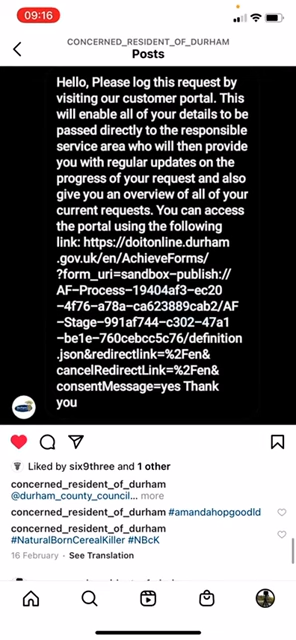 09:16
CONCERNED_RESIDENT_OF_DURHAM
Posts
Hello, Please log this request by
visiting our customer portal. This
will enable all of your details to be
passed directly to the responsible
service area who will then provide
you with regular updates on the
progress of your request and also
give you an overview of all of your
current requests. You can access
the portal using the following
link: https://doitonline.durham
.gov.uk/en/AchieveForms/
?form_uri=sandbox-publish://
AF-Process-19404af3-ec20
-4f76-a78a-ca623889cab2/AF
-Stage-991af744-c302-47a1
-be1e-760cebcc5c76/definition
.json&redirectlink=%2Fen&
cancelRedirectLink=%2Fen&
consentMessage=yes Thank
you
Liked by six9three and 1 other
concerned_resident_of_durham
@durham_county_council... more
concerned_resident_of_durham #amandahopgoodld
concerned_resident_of_durham
#NaturalBornCerealKiller #NBcK
16 February · See Translation